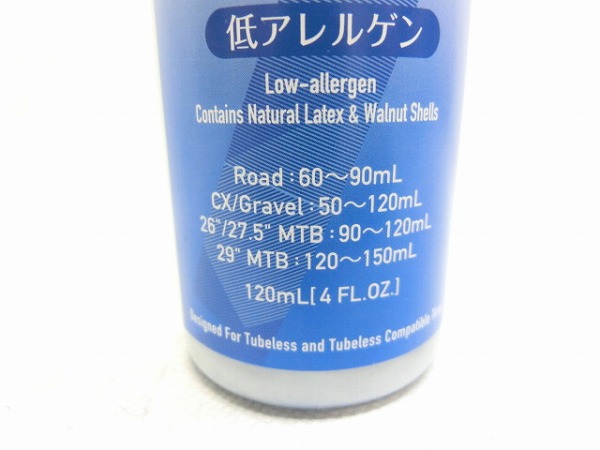 低アレルゲン
Low-allergen
Contains Natural Latex & Walnut Shells
Road : 60～90mL
CX/Gravel : 50～120mL
26"/27.5" MTB : 90～120mL
29" MTB : 120～150mL
120mL[4 FL.OZ.]
Designed For Tubeless and Tubeless Compatible